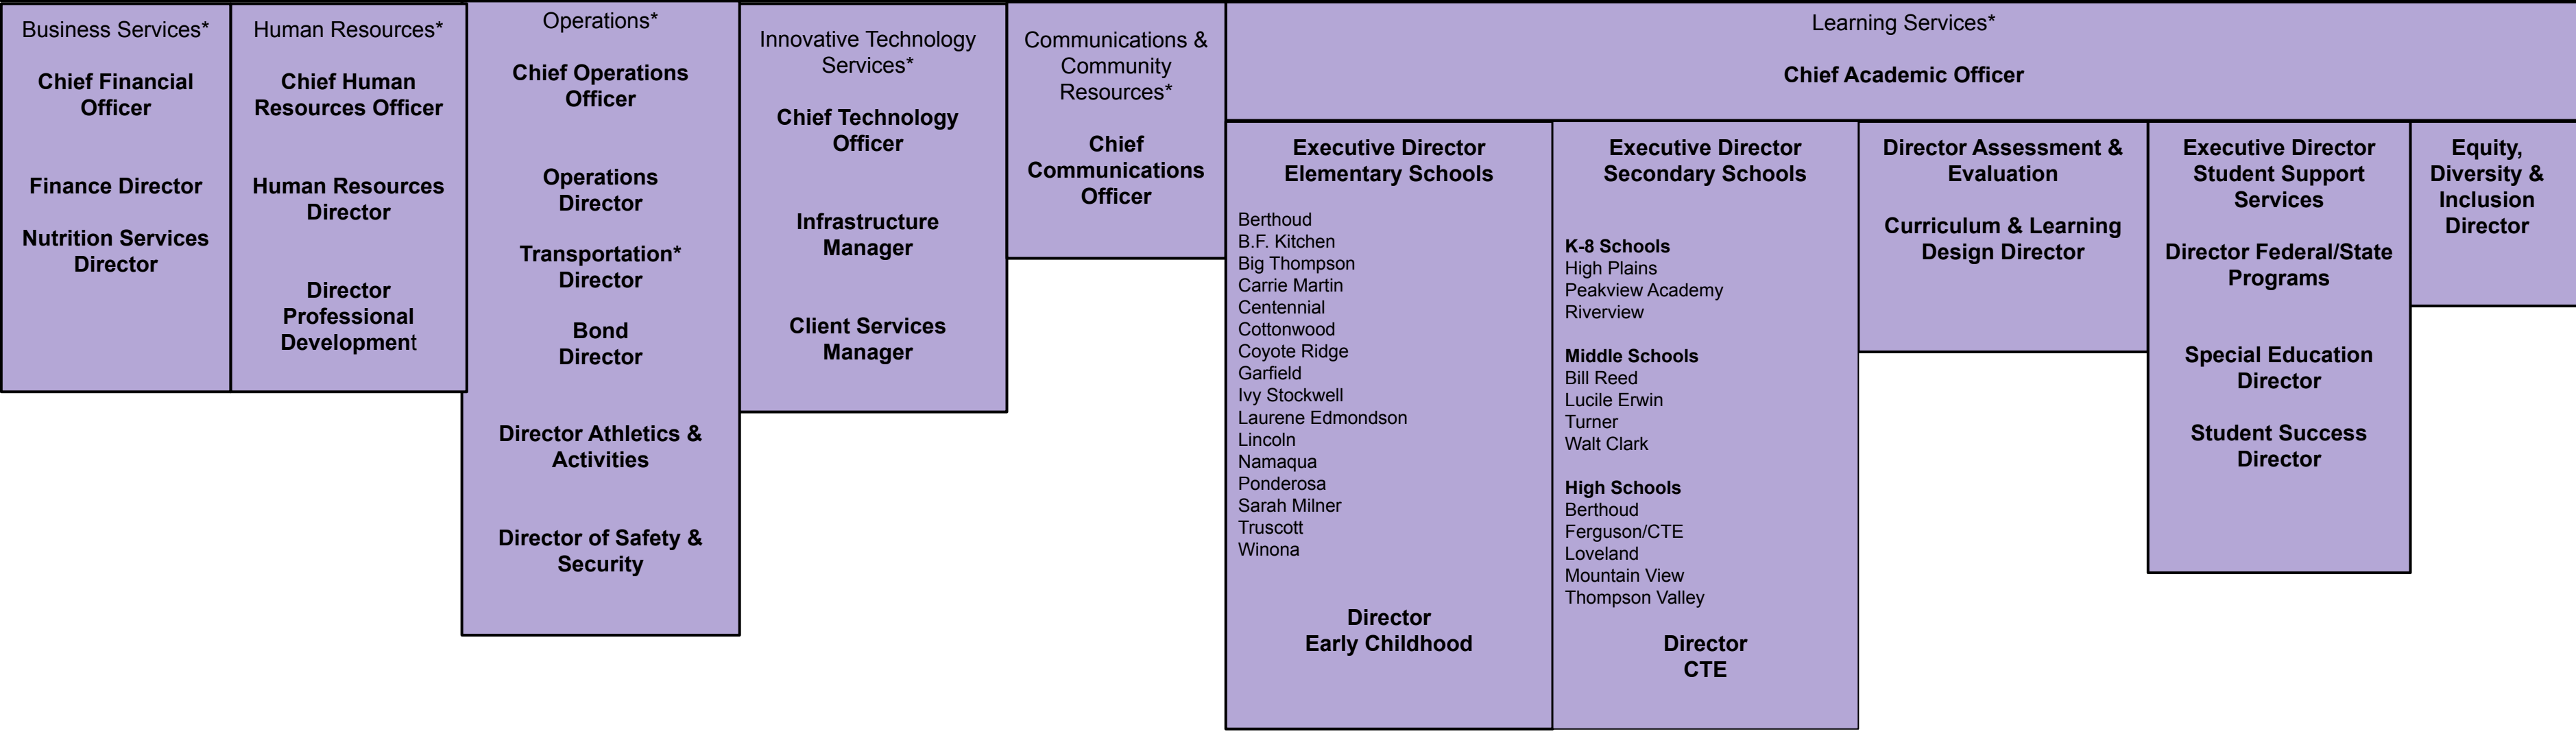 Business Services*
Chief Financial
Officer
Finance Director
Nutrition Services
Director
Human Resources*
Chief Human
Resources Officer
Human Resources
Director
Director
Professional
Development
Operations*
Chief Operations
Officer
Operations
Director
Transportation*
Director
Bond
Director
Director Athletics &
Activities
Director of Safety &
Security
Innovative Technology
Services*
Chief Technology
Officer
Infrastructure
Manager
Client Services
Manager
Communications &
Community
Resources*
Chief
Communications
Officer
Learning Services*
Chief Academic Officer
Executive Director
Elementary Schools
Berthoud
B.F. Kitchen
Big Thompson
Carrie Martin
Centennial
Cottonwood
Coyote Ridge
Garfield
Ivy Stockwell
Laurene Edmondson
Lincoln
Namaqua
Ponderosa
Sarah Milner
Truscott
Winona
Director
Early Childhood
Executive Director
Secondary Schools
K-8 Schools
High Plains
Peakview Academy
Riverview
Middle Schools
Bill Reed
Lucile Erwin
Turner
Walt Clark
High Schools
Berthoud
Ferguson/CTE
Loveland
Mountain View
Thompson Valley
Director
CTE
Director Assessment &
Evaluation
Curriculum & Learning
Design Director
Executive Director
Student Support
Services
Director Federal/State
Programs
Special Education
Director
Student Success
Director
Equity,
Diversity &
Inclusion
Director